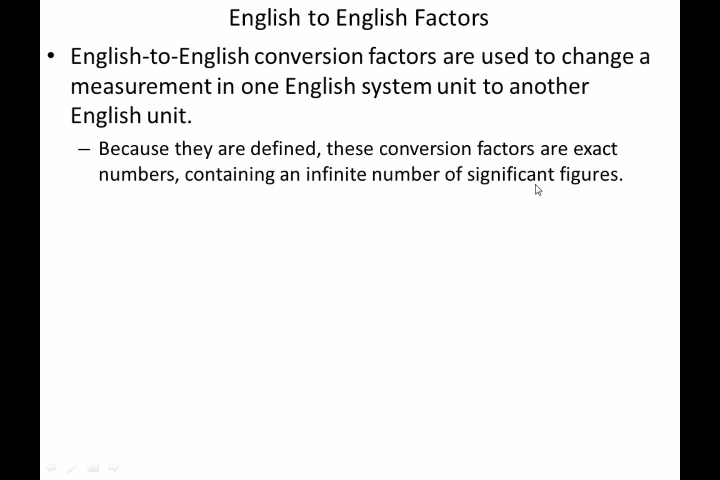 English to English Factors
• English-to-English conversion factors are used to change a
measurement in one English system unit to another
English unit.
– Because they are defined, these conversion factors are exact
numbers, containing an infinite number of significant figures.